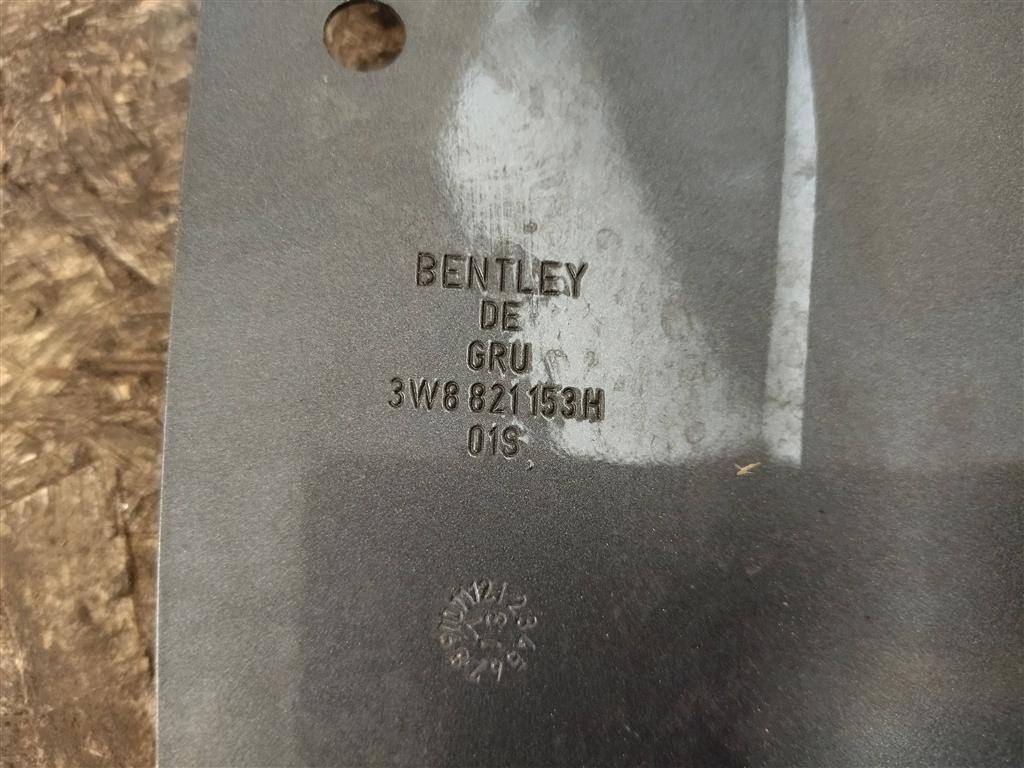 BENTLEY
DE
GRU
3W8 821 153H
01S